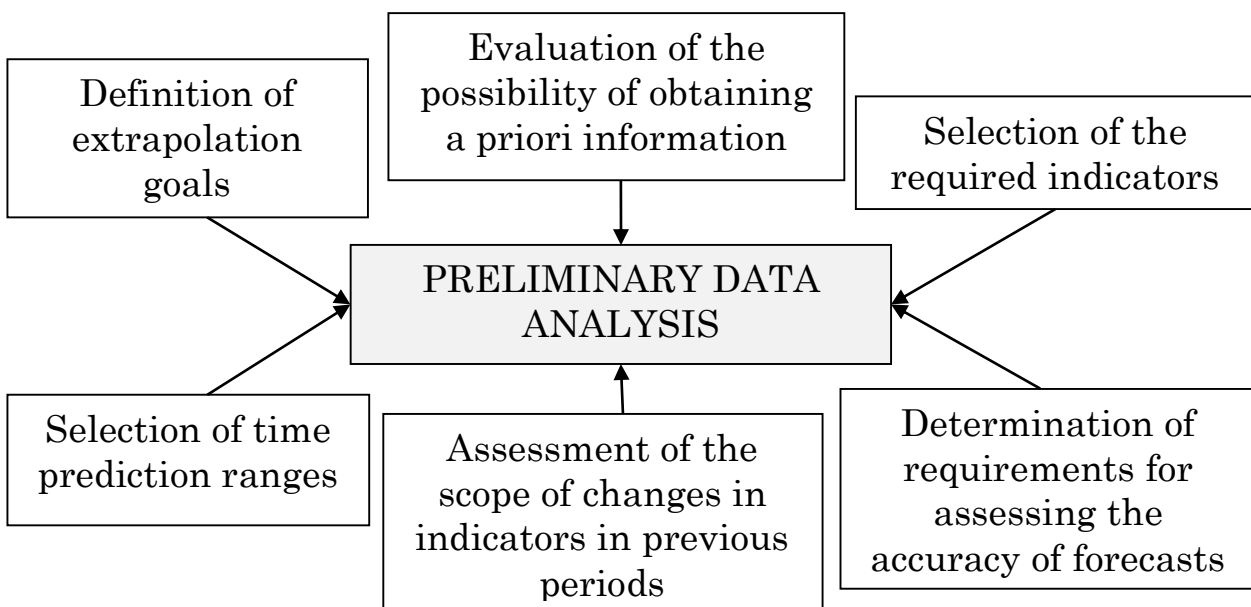 Definition of
extrapolation
goals
Evaluation of the
possibility of obtaining
a priori information
Selection of the
required indicators
PRELIMINARY DATA
ANALYSIS
Selection of time
prediction ranges
Assessment of the
scope of changes in
indicators in previous
periods
Determination of
requirements for
assessing the
accuracy of forecasts